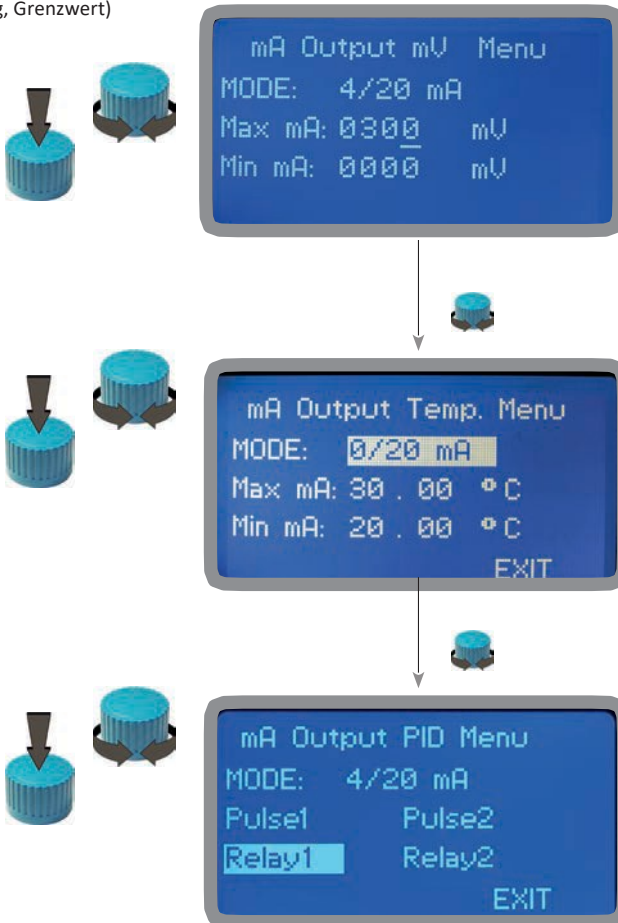 g, Grenzwert)
mA Output mV Menu
MODE: 4/20 mA
Max mA: 0300 mV
Min mA: 0000 mV
mA Output Temp. Menu
MODE: 0/20 mA
Max mA: 30 . 00 °C
Min mA: 20 . 00 °C
EXIT
mA Output PID Menu
MODE: 4/20 mA
Pulse1 Pulse2
Relay1 Relay2
EXIT